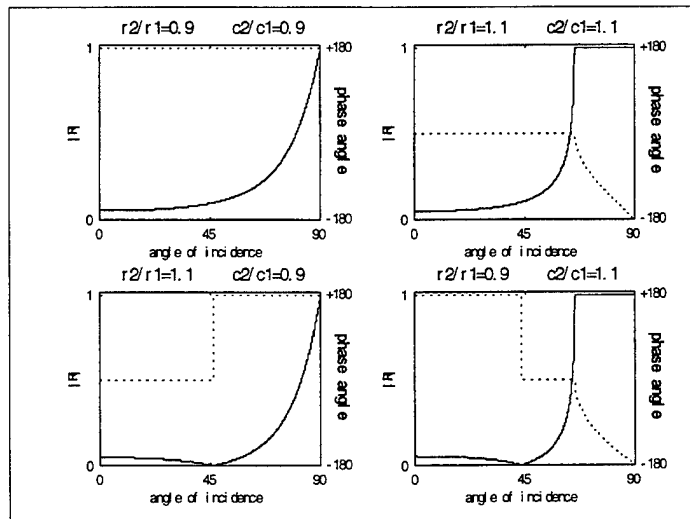 r2/r1=0.9 c2/c1=0.9
1
+180
|R|
phase angle
0
-180
0 45 90
angle of incidence
r2/r1=1.1 c2/c1=1.1
1
+180
|R|
phase angle
0
-180
0 45 90
angle of incidence
r2/r1=1.1 c2/c1=0.9
1
+180
|R|
phase angle
0
-180
0 45 90
angle of incidence
r2/r1=0.9 c2/c1=1.1
1
+180
|R|
phase angle
0
-180
0 45 90
angle of incidence